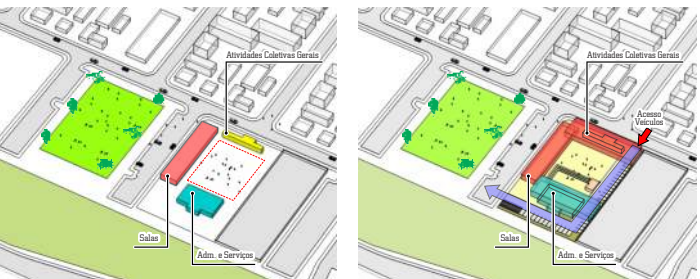 Atividades Coletivas Gerais
Salas
Adm. e Serviços
Atividades Coletivas Gerais
Acesso
Veículos
Salas
Adm. e Serviços